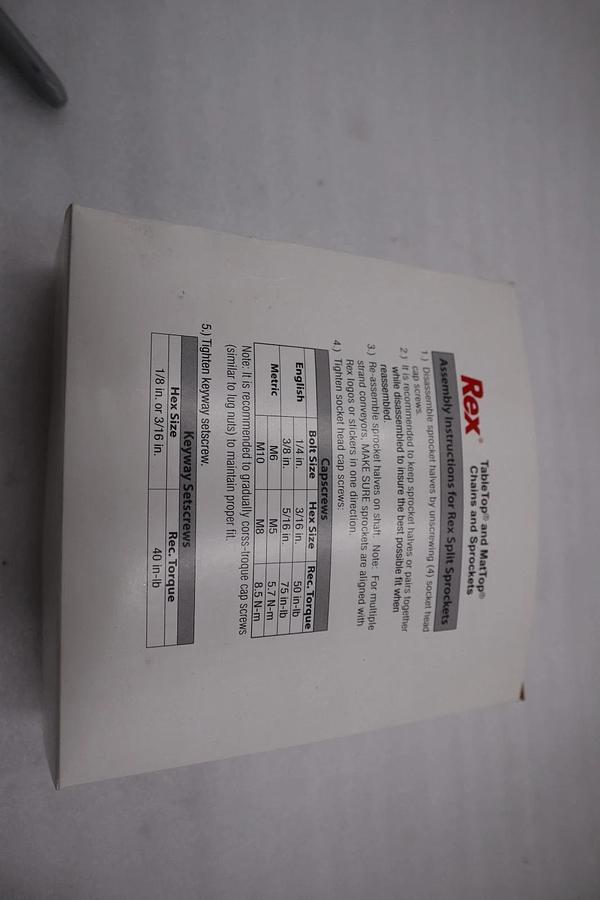 Rex®
TableTop® and MatTop®
Chains and Sprockets
Assembly Instructions for Rex Split Sprockets
1.) Disassemble sprocket halves by unscrewing (4) socket head
cap screws.
2.) It is recommended to keep sprocket halves or pairs together
while disassembled to insure the best possible fit when
reassembled.
3.) Re-assemble sprocket halves on shaft. Note: For multiple
strand conveyors, MAKE SURE sprockets are aligned with
Rex logos or stickers in one direction.
4.) Tighten socket head cap screws:
Capscrews
Bolt Size Hex Size Rec. Torque
English 1/4 in. 3/16 in. 50 in-lb
3/8 in. 5/16 in. 75 in-lb
Metric M6 M5 5.7 N-m
M10 M8 8.5 N-m
Note: It is recommended to gradually corss-troque cap screws
(similar to lug nuts) to maintain proper fit.
5.) Tighten keyway setscrew.
Keyway Setscrews
Hex Size Rec. Torque
1/8 in. or 3/16 in. 40 in-lb